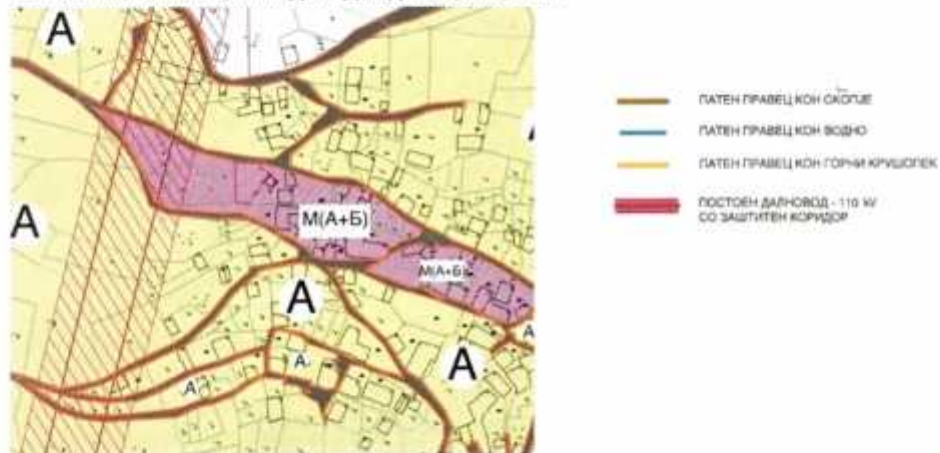 А
М(А+Б)
А
М(А+Б)
А
А
А
А
А
ПАТЕН ПРАВЕЦ КОН СКОПЈЕ
ПАТЕН ПРАВЕЦ КОН ВОДНО
ПАТЕН ПРАВЕЦ КОН ГОРНИ КРУШОПЕК
ПОСТОЕН ДАЛНОВОД - 110 kV
СО ЗАШТИТЕН КОРИДОР